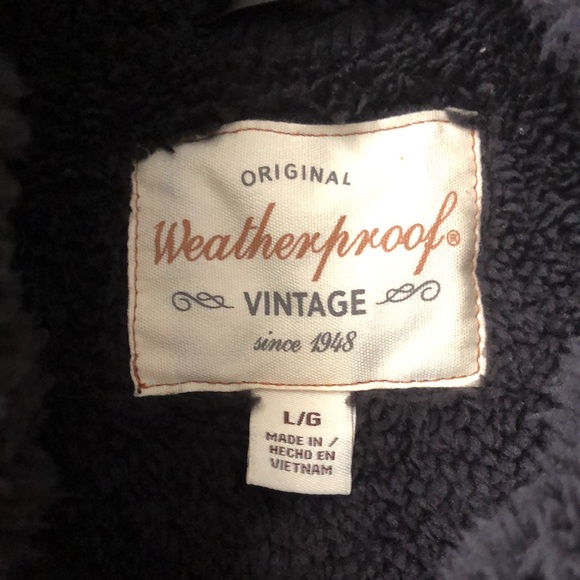 ORIGINAL
Weatherproof®
VINTAGE
since 1948
L/G
MADE IN /
HECHO EN
VIETNAM